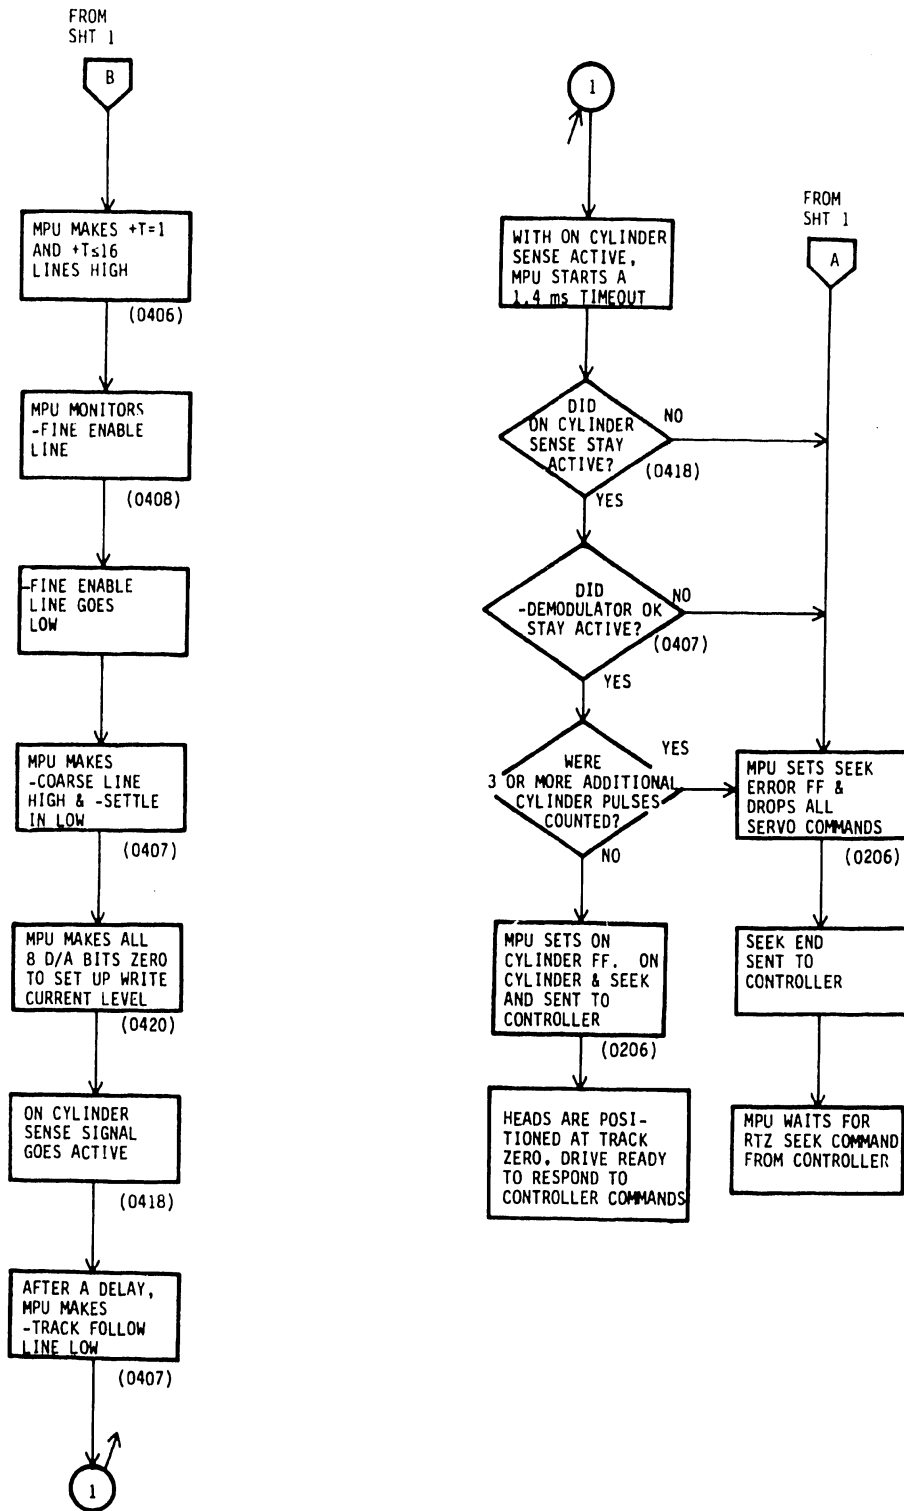 FROM
SHT 1
B
MPU MAKES +T=1
AND +T≤16
LINES HIGH
(0406)
MPU MONITORS
-FINE ENABLE
LINE
(0408)
-FINE ENABLE
LINE GOES
LOW
MPU MAKES
-COARSE LINE
HIGH & -SETTLE
IN LOW
(0407)
MPU MAKES ALL
8 D/A BITS ZERO
TO SET UP WRITE
CURRENT LEVEL
(0420)
ON CYLINDER
SENSE SIGNAL
GOES ACTIVE
(0418)
AFTER A DELAY,
MPU MAKES
-TRACK FOLLOW
LINE LOW
(0407)
1
1
WITH ON CYLINDER
SENSE ACTIVE,
MPU STARTS A
1.4 ms TIMEOUT
DID
ON CYLINDER
SENSE STAY
ACTIVE?
NO
(0418)
YES
DID
-DEMODULATOR OK
STAY ACTIVE?
NO
(0407)
YES
WERE
3 OR MORE ADDITIONAL
CYLINDER PULSES
COUNTED?
YES
NO
MPU SETS ON
CYLINDER FF. ON
CYLINDER & SEEK
AND SENT TO
CONTROLLER
(0206)
HEADS ARE POSI-
TIONED AT TRACK
ZERO. DRIVE READY
TO RESPOND TO
CONTROLLER COMMANDS
FROM
SHT 1
A
MPU SETS SEEK
ERROR FF &
DROPS ALL
SERVO COMMANDS
(0206)
SEEK END
SENT TO
CONTROLLER
MPU WAITS FOR
RTZ SEEK COMMAND
FROM CONTROLLER